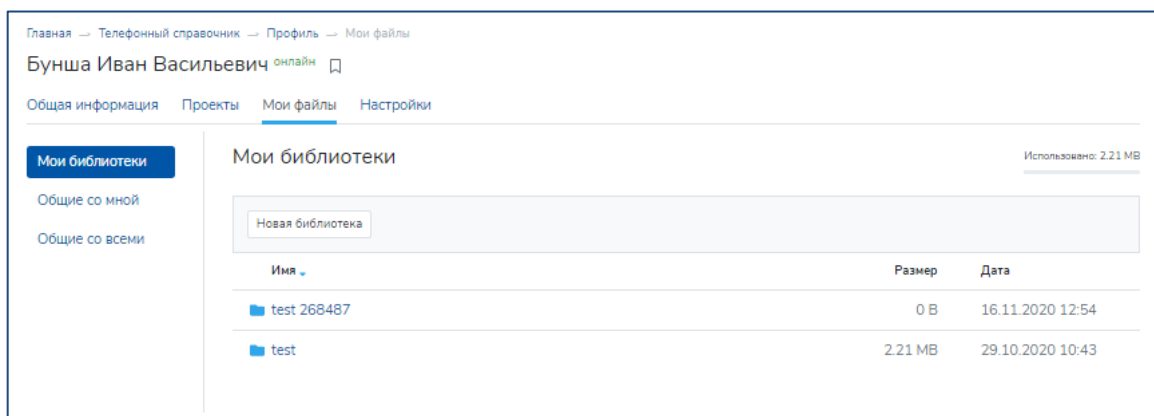 Главная → Телефонный справочник → Профиль → Мои файлы
Бунша Иван Васильевич онлайн
Общая информация Проекты Мои файлы Настройки
Мои библиотеки
Общие со мной
Общие со всеми
Мои библиотеки
Использовано: 2.21 MB
Новая библиотека
Имя Размер Дата
test 268487 0 B 16.11.2020 12:54
test 2.21 MB 29.10.2020 10:43